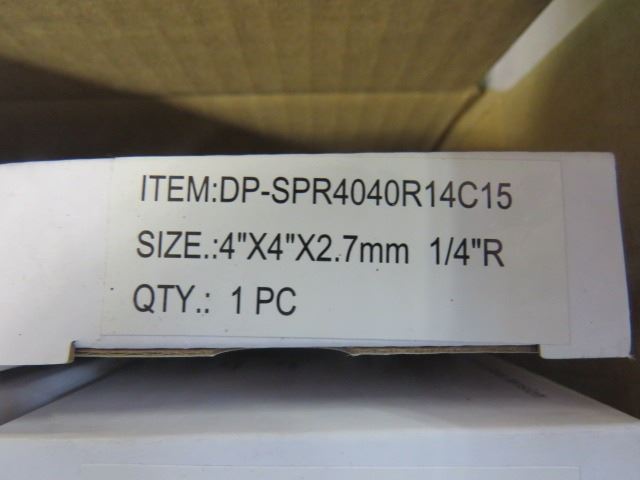 ITEM:DP-SPR4040R14C15
SIZE.:4"X4"X2.7mm 1/4"R
QTY.: 1 PC